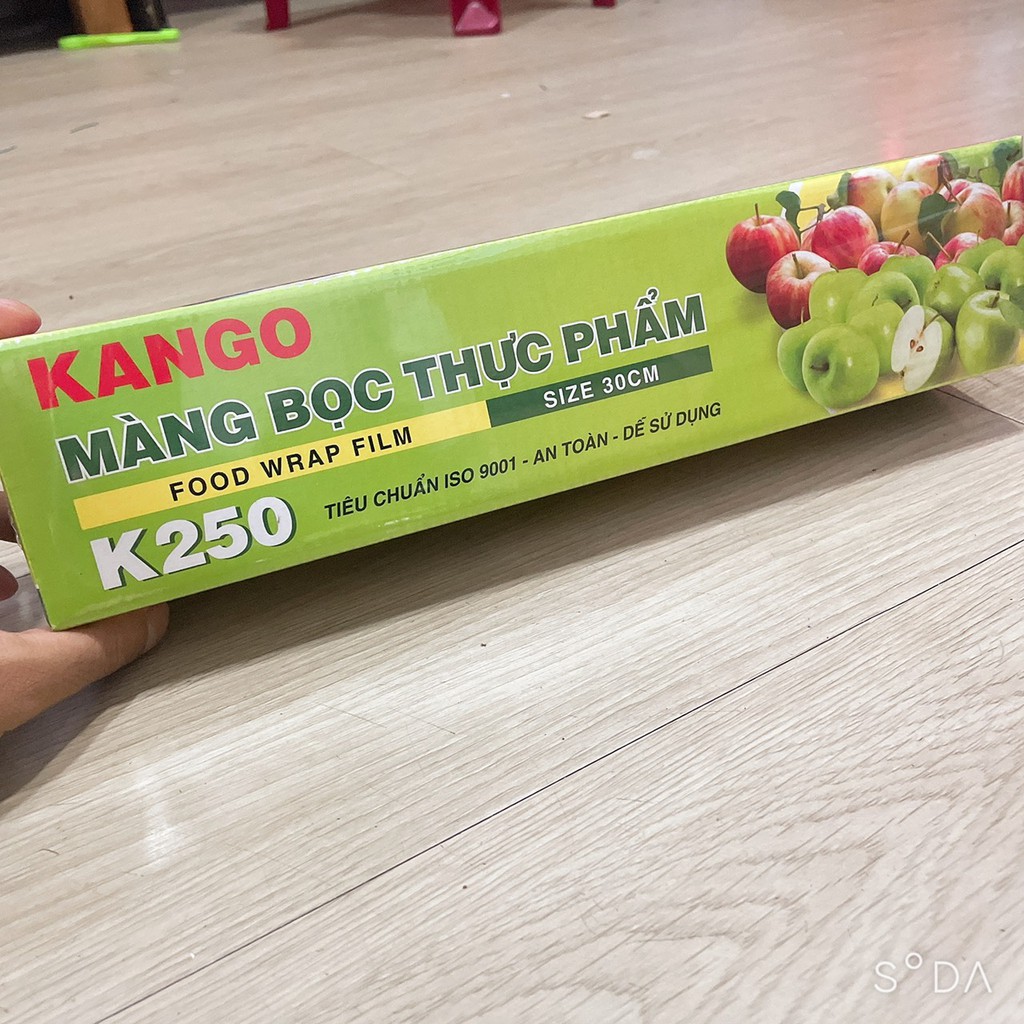 KANGO
MÀNG BỌC THỰC PHẨM
FOOD WRAP FILM SIZE 30CM
K250 TIÊU CHUẨN ISO 9001 - AN TOÀN - DẾ SỬ DỤNG
S°DA